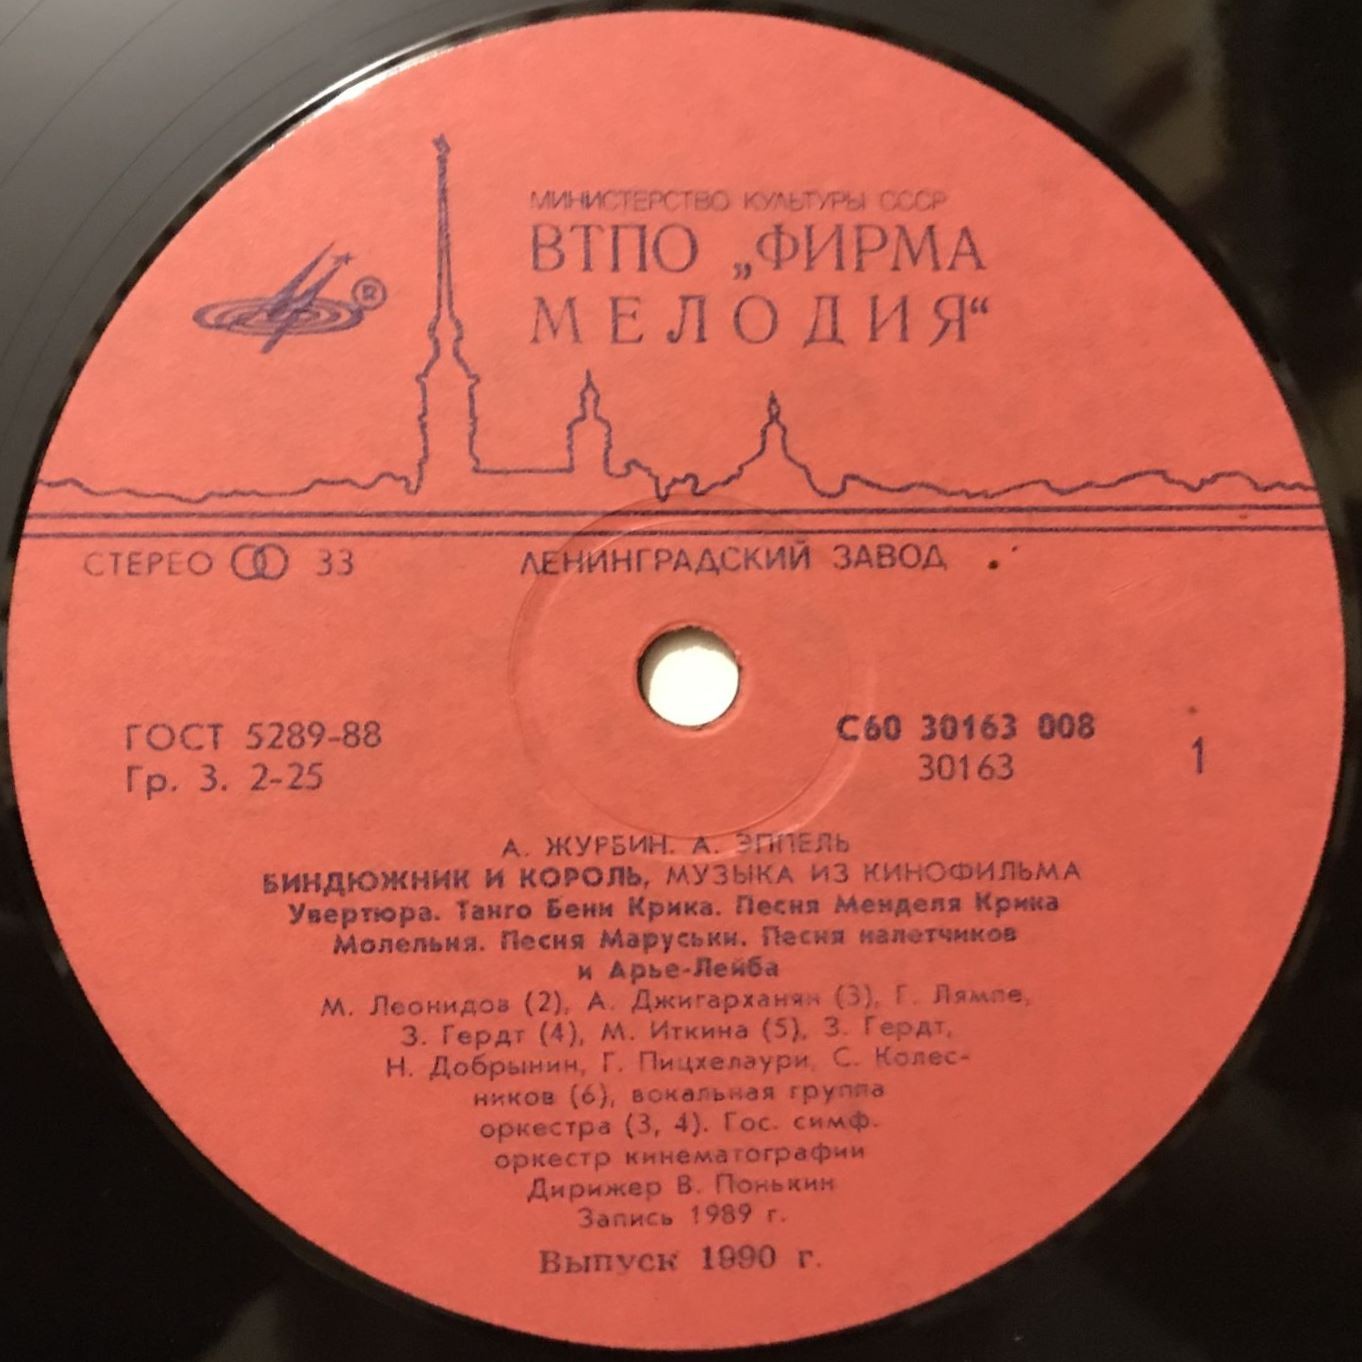 МИНИСТЕРСТВО КУЛЬТУРЫ СССР
ВТПО „ФИРМА
МЕЛОДИЯ“
®
СТЕРЕО 33
ЛЕНИНГРАДСКИЙ ЗАВОД
ГОСТ 5289-88
Гр. 3. 2-25
С60 30163 008
30163
1
А. ЖУРБИН. А. ЭППЕЛЬ
БИНДЮЖНИК И КОРОЛЬ, МУЗЫКА ИЗ КИНОФИЛЬМА
Увертюра. Танго Бени Крика. Песня Менделя Крика
Молельня. Песня Маруськи. Песня налетчиков
и Арье-Лейба
М. Леонидов (2), А. Джигарханян (3), Г. Лямпе,
З. Гердт (4), М. Иткина (5), З. Гердт,
Н. Добрынин, Г. Пицхелаури, С. Колес-
ников (6), вокальная группа
оркестра (3, 4). Гос. симф.
оркестр кинематографии
Дирижер В. Понькин
Запись 1989 г.
Выпуск 1990 г.